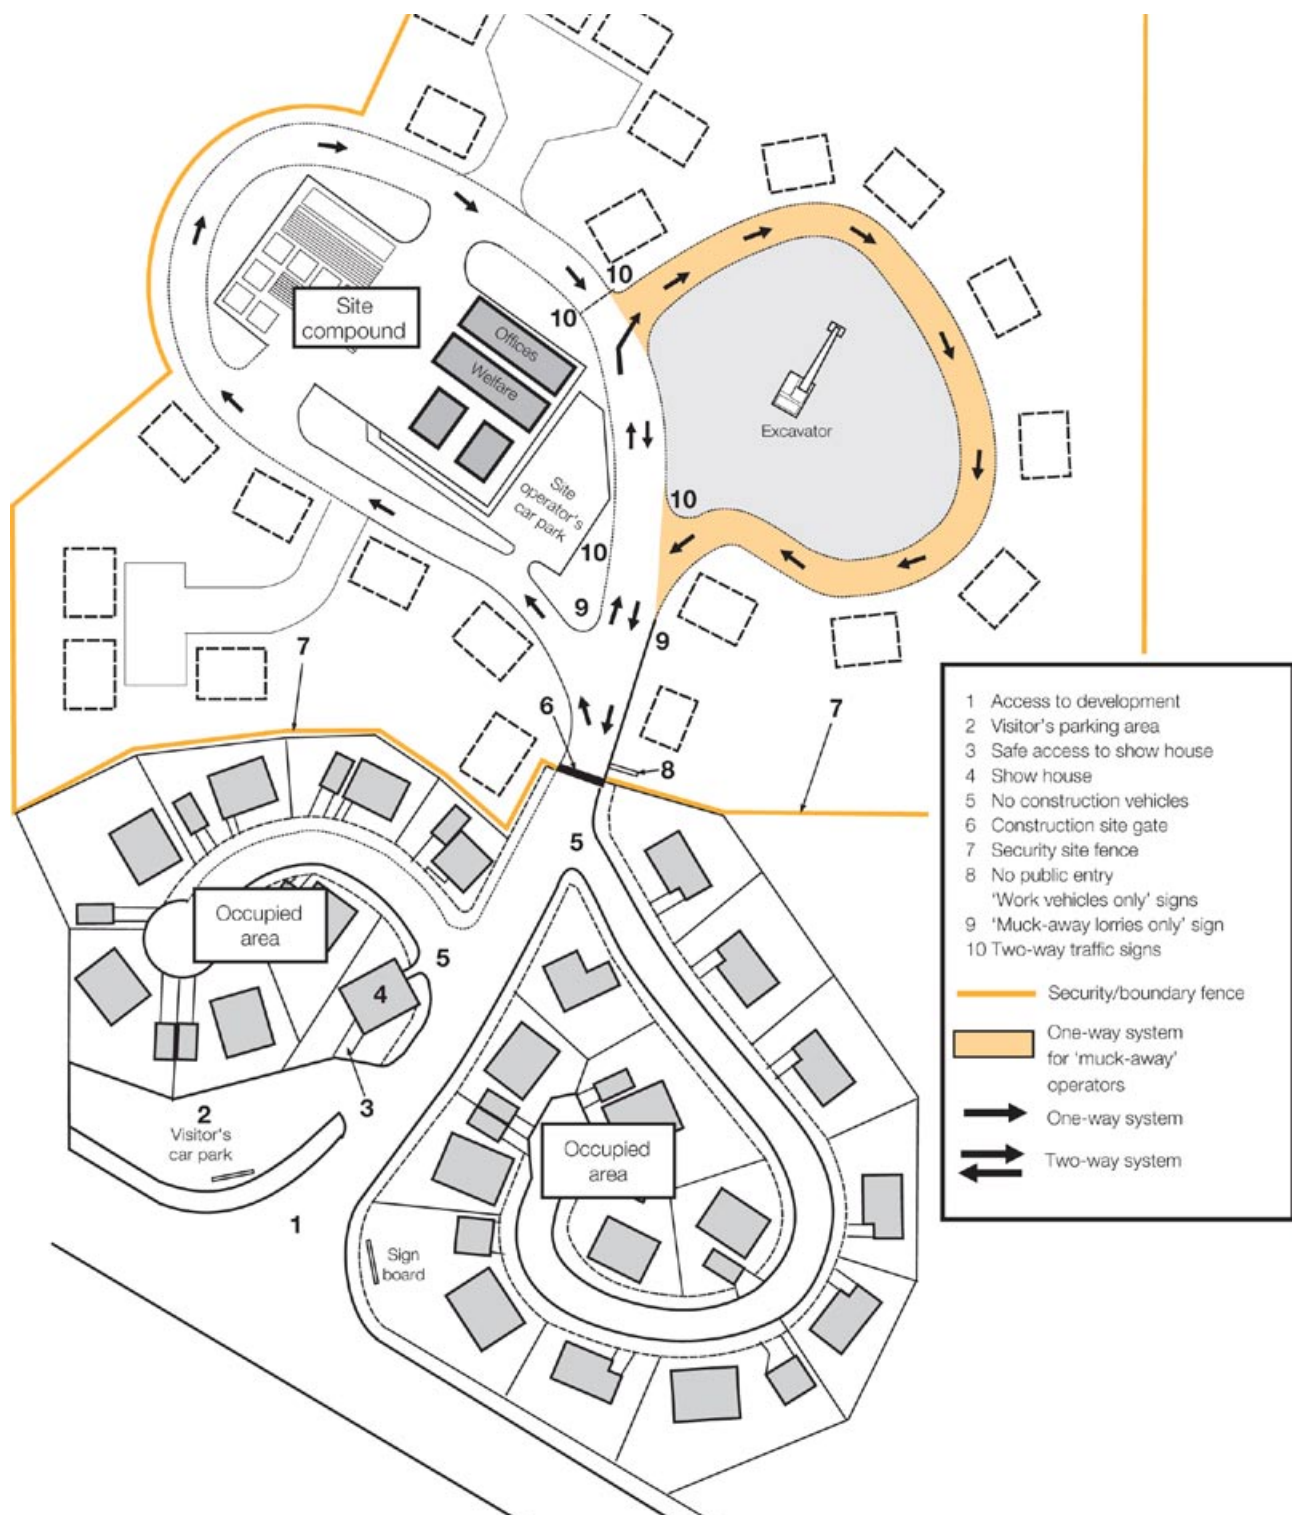 10
10
Site
compound
Offices
Welfare
Excavator
Site
operator's
car park
10
10
9
9
7
6
8
7
5
Occupied
area
5
4
3
2
Visitor's
car park
1
Occupied
area
Sign
board
1 Access to development
2 Visitor's parking area
3 Safe access to show house
4 Show house
5 No construction vehicles
6 Construction site gate
7 Security site fence
8 No public entry
'Work vehicles only' signs
9 'Muck-away lorries only' sign
10 Two-way traffic signs
Security/boundary fence
One-way system
for 'muck-away'
operators
One-way system
Two-way system